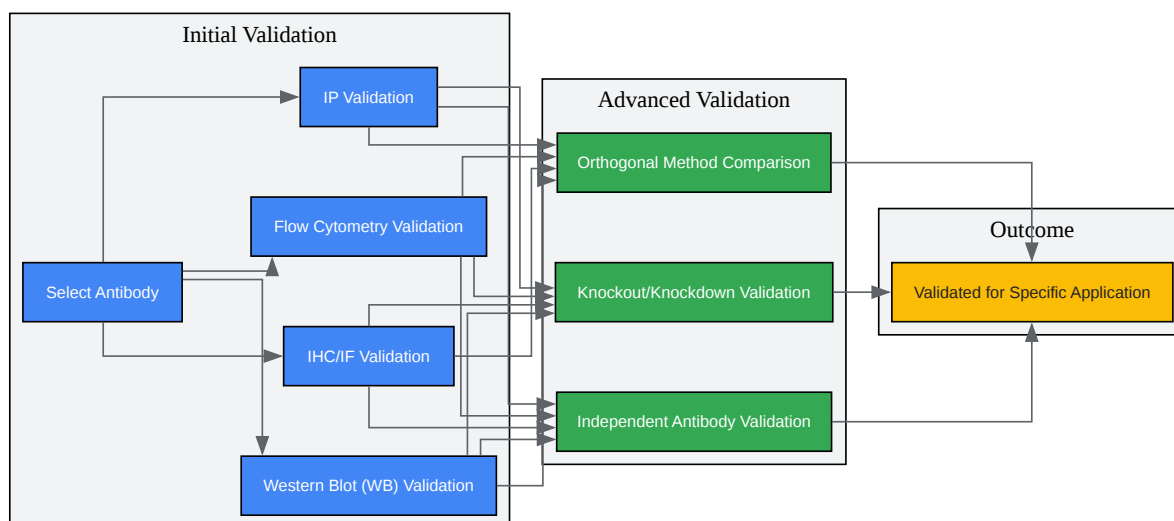 Initial Validation
IP Validation
Flow Cytometry Validation
Select Antibody
IHC/IF Validation
Western Blot (WB) Validation
Advanced Validation
Orthogonal Method Comparison
Knockout/Knockdown Validation
Independent Antibody Validation
Outcome
Validated for Specific Application